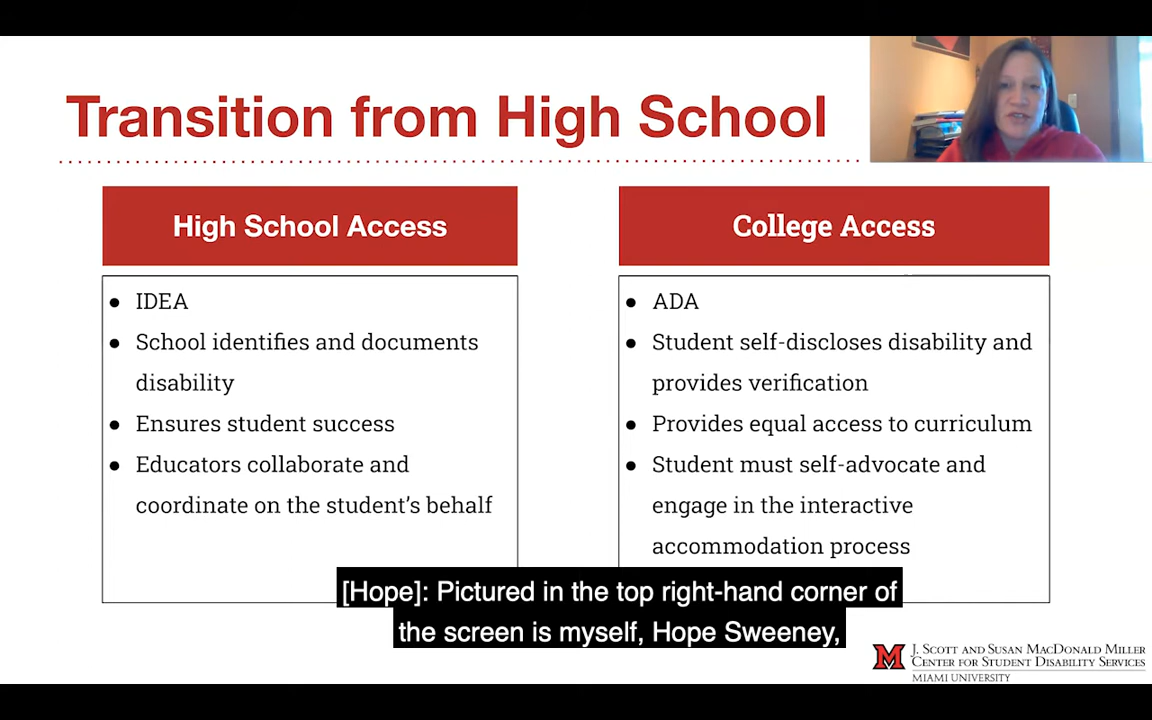 Transition from High School
High School Access
● IDEA
● School identifies and documents
disability
● Ensures student success
● Educators collaborate and
coordinate on the student's behalf
College Access
● ADA
● Student self-discloses disability and
provides verification
● Provides equal access to curriculum
● Student must self-advocate and
engage in the interactive
accommodation process
[Hope]: Pictured in the top right-hand corner of
the screen is myself, Hope Sweeney,
M
J. Scott and Susan MacDonald Miller
Center for Student Disability Services
MIAMI UNIVERSITY